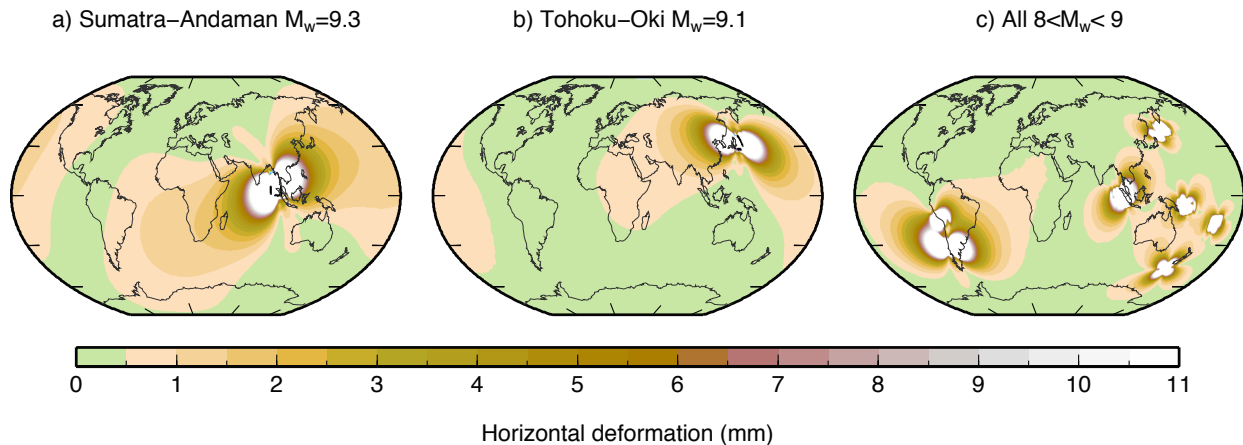 a) Sumatra−Andaman Mw=9.3
b) Tohoku−Oki Mw=9.1
c) All 8<Mw< 9
0 1 2 3 4 5 6 7 8 9 10 11
Horizontal deformation (mm)